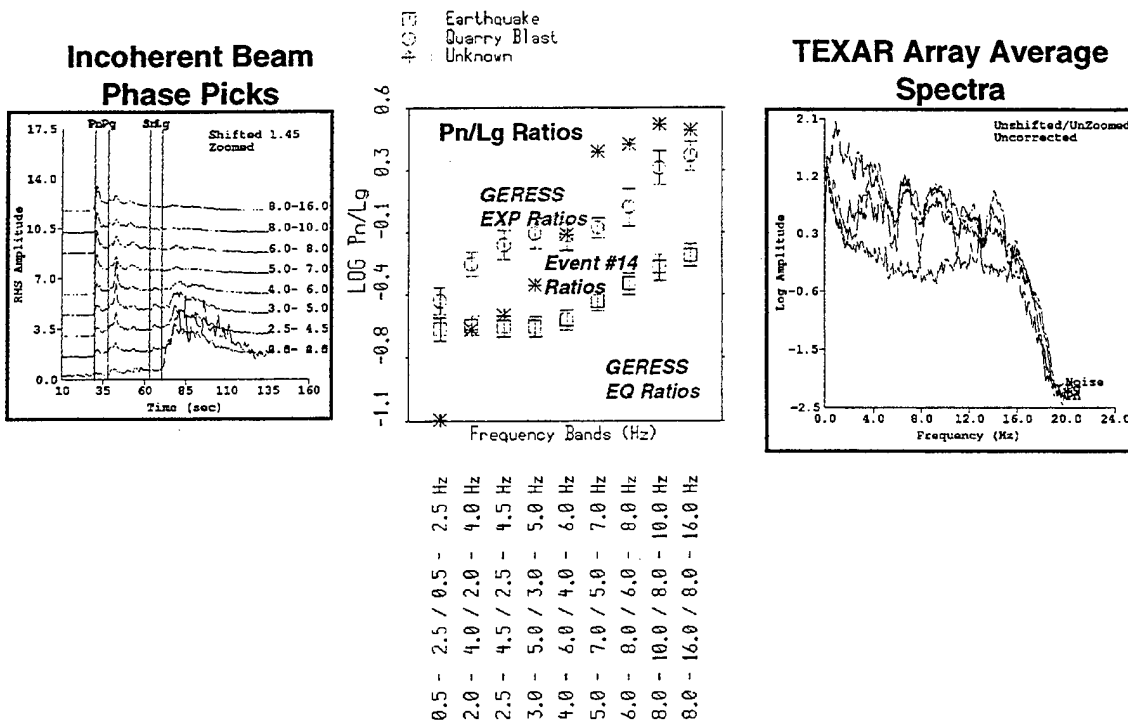 Earthquake
Quarry Blast
Unknown
Incoherent Beam
Phase Picks
TEXAR Array Average
Spectra
PnPg SnLg
Shifted 1.45
Zoomed
17.5
14.0
10.5
7.0
3.5
0.0
RMS Amplitude
8.0-16.0
8.0-10.0
6.0- 8.0
5.0- 7.0
4.0- 6.0
3.0- 5.0
2.5- 4.5
10 35 60 85 110 135 160
Time (sec)
Pn/Lg Ratios
GERESS
EXP Ratios
Event #14
Ratios
GERESS
EQ Ratios
LOG Pn/Lg
0.6
0.3
-0.1
-0.4
-0.8
-1.1
Frequency Bands (Hz)
0.5 - 2.5 / 0.5 - 2.5 Hz
2.0 - 4.0 / 2.0 - 4.0 Hz
2.5 - 4.5 / 2.5 - 4.5 Hz
3.0 - 5.0 / 3.0 - 5.0 Hz
4.0 - 6.0 / 4.0 - 6.0 Hz
5.0 - 7.0 / 5.0 - 7.0 Hz
6.0 - 8.0 / 6.0 - 8.0 Hz
8.0 - 10.0 / 8.0 - 10.0 Hz
8.0 - 16.0 / 8.0 - 16.0 Hz
Unshifted/UnZoomed
Uncorrected
2.1
1.2
0.3
-0.6
-1.5
-2.5
Log Amplitude
Noise
0.0 4.0 8.0 12.0 16.0 20.0 24.0
Frequency (Hz)